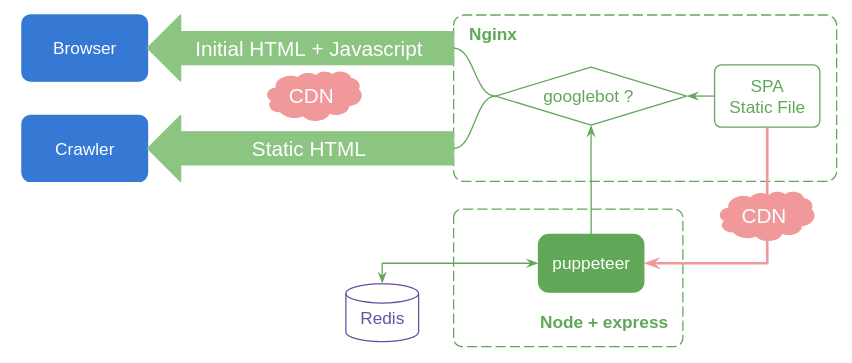 Browser
Initial HTML + Javascript
Nginx
googlebot ?
SPA
Static File
CDN
Crawler
Static HTML
CDN
puppeteer
Redis
Node + express